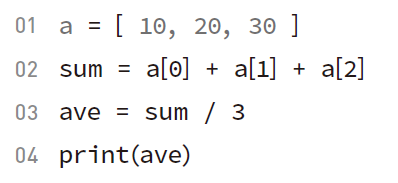 01 a = [ 10, 20, 30 ]
02 sum = a[0] + a[1] + a[2]
03 ave = sum / 3
04 print(ave)